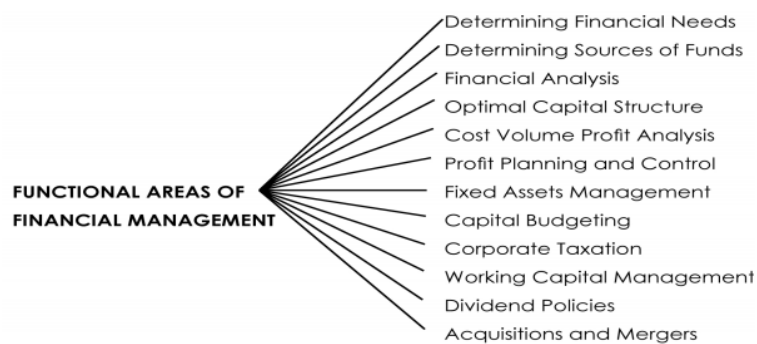 Determining Financial Needs
Determining Sources of Funds
Financial Analysis
Optimal Capital Structure
Cost Volume Profit Analysis
Profit Planning and Control
FUNCTIONAL AREAS OF
FINANCIAL MANAGEMENT
Fixed Assets Management
Capital Budgeting
Corporate Taxation
Working Capital Management
Dividend Policies
Acquisitions and Mergers